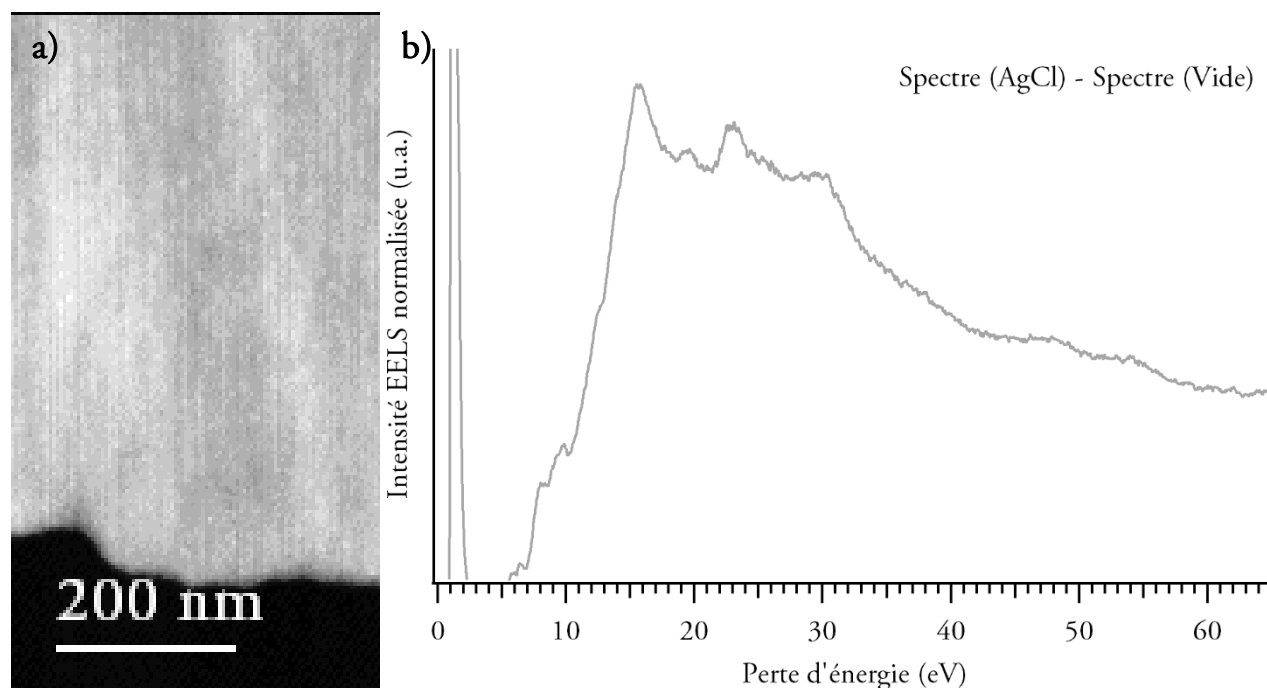 a)
200 nm
b)
Spectre (AgCl) - Spectre (Vide)
Intensité EELS normalisée (u.a.)
0 10 20 30 40 50 60
Perte d'énergie (eV)